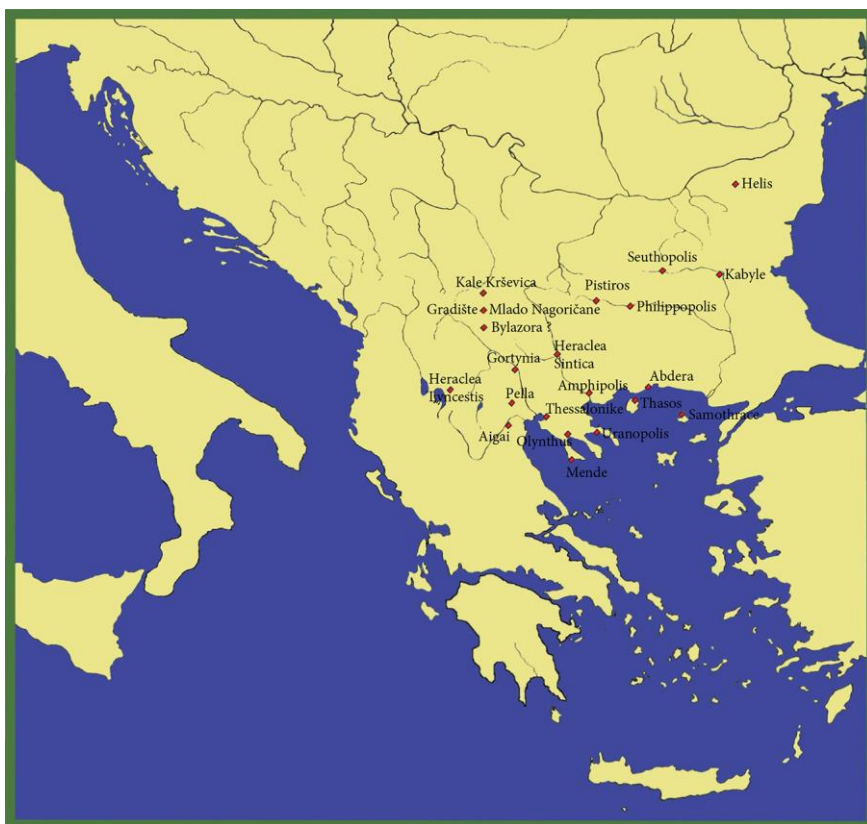 Helis
Seuthopolis
Kabyle
Kale Krševica
Pistiros
Gradište
Mlado Nagoričane
Philippopolis
Bylazora
Heraclea
Sintica
Gortynia
Heraclea
Lyncestis
Pella
Amphipolis
Abdera
Thasos
Thessalonike
Samothrace
Aigai
Olynthus
Uranopolis
Mende